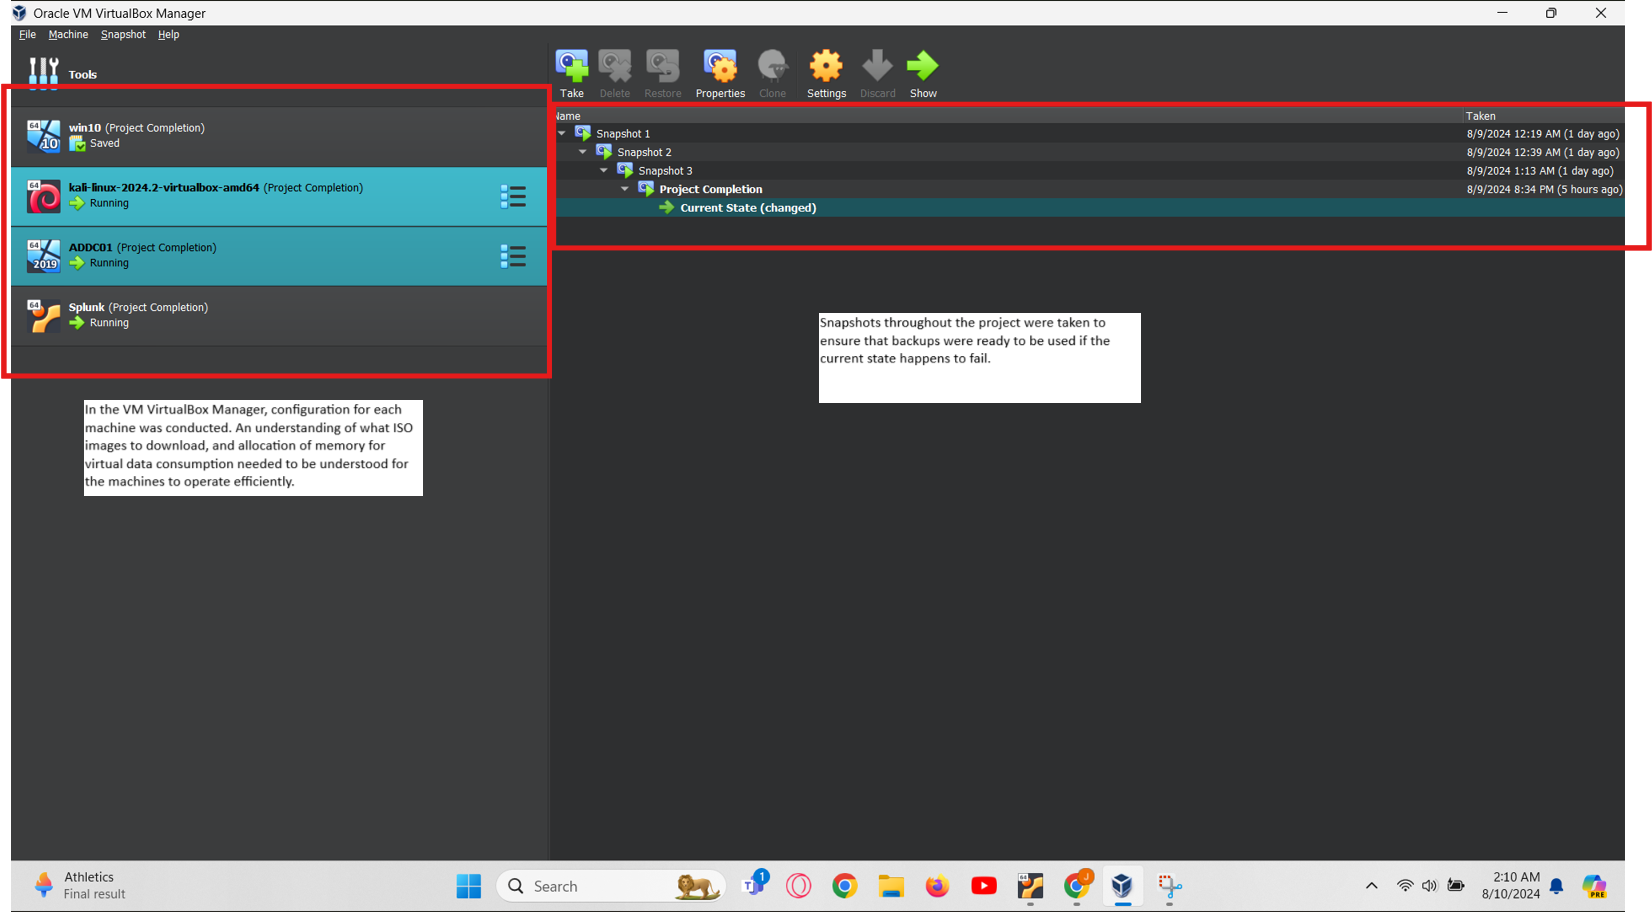 Oracle VM VirtualBox Manager
File Machine Snapshot Help
Tools
Take Delete Restore Properties Clone Settings Discard Show
64
10
win10 (Project Completion)
Saved
64
kali-linux-2024.2-virtualbox-amd64 (Project Completion)
Running
64
2019
ADDC01 (Project Completion)
Running
64
Splunk (Project Completion)
Running
Name Taken
Snapshot 1 8/9/2024 12:19 AM (1 day ago)
Snapshot 2 8/9/2024 12:39 AM (1 day ago)
Snapshot 3 8/9/2024 1:13 AM (1 day ago)
Project Completion 8/9/2024 8:34 PM (5 hours ago)
Current State (changed)
Snapshots throughout the project were taken to
ensure that backups were ready to be used if the
current state happens to fail.
In the VM VirtualBox Manager, configuration for each
machine was conducted. An understanding of what ISO
images to download, and allocation of memory for
virtual data consumption needed to be understood for
the machines to operate efficiently.
Athletics
Final result
Search
1
J
2:10 AM
8/10/2024
PRE